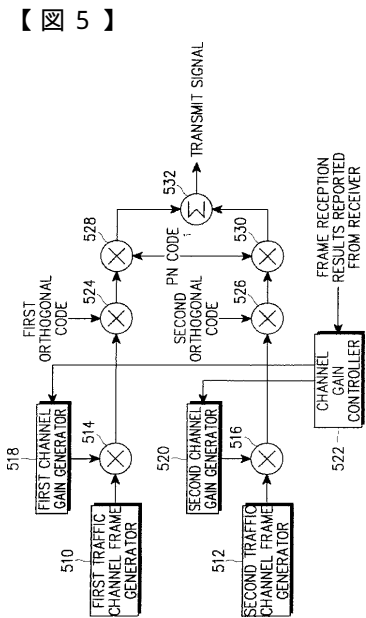 【図5】
FIRST TRAFFIC
CHANNEL FRAME
GENERATOR
510
514
FIRST CHANNEL
GAIN GENERATOR
518
FIRST
ORTHOGONAL
CODE
524
528
PN CODE
532
Σ
TRANSMIT SIGNAL
SECOND TRAFFIC
CHANNEL FRAME
GENERATOR
512
516
SECOND CHANNEL
GAIN GENERATOR
520
SECOND
ORTHOGONAL
CODE
526
530
CHANNEL
GAIN
CONTROLLER
522
FRAME RECEPTION
RESULTS REPORTED
FROM RECEIVER